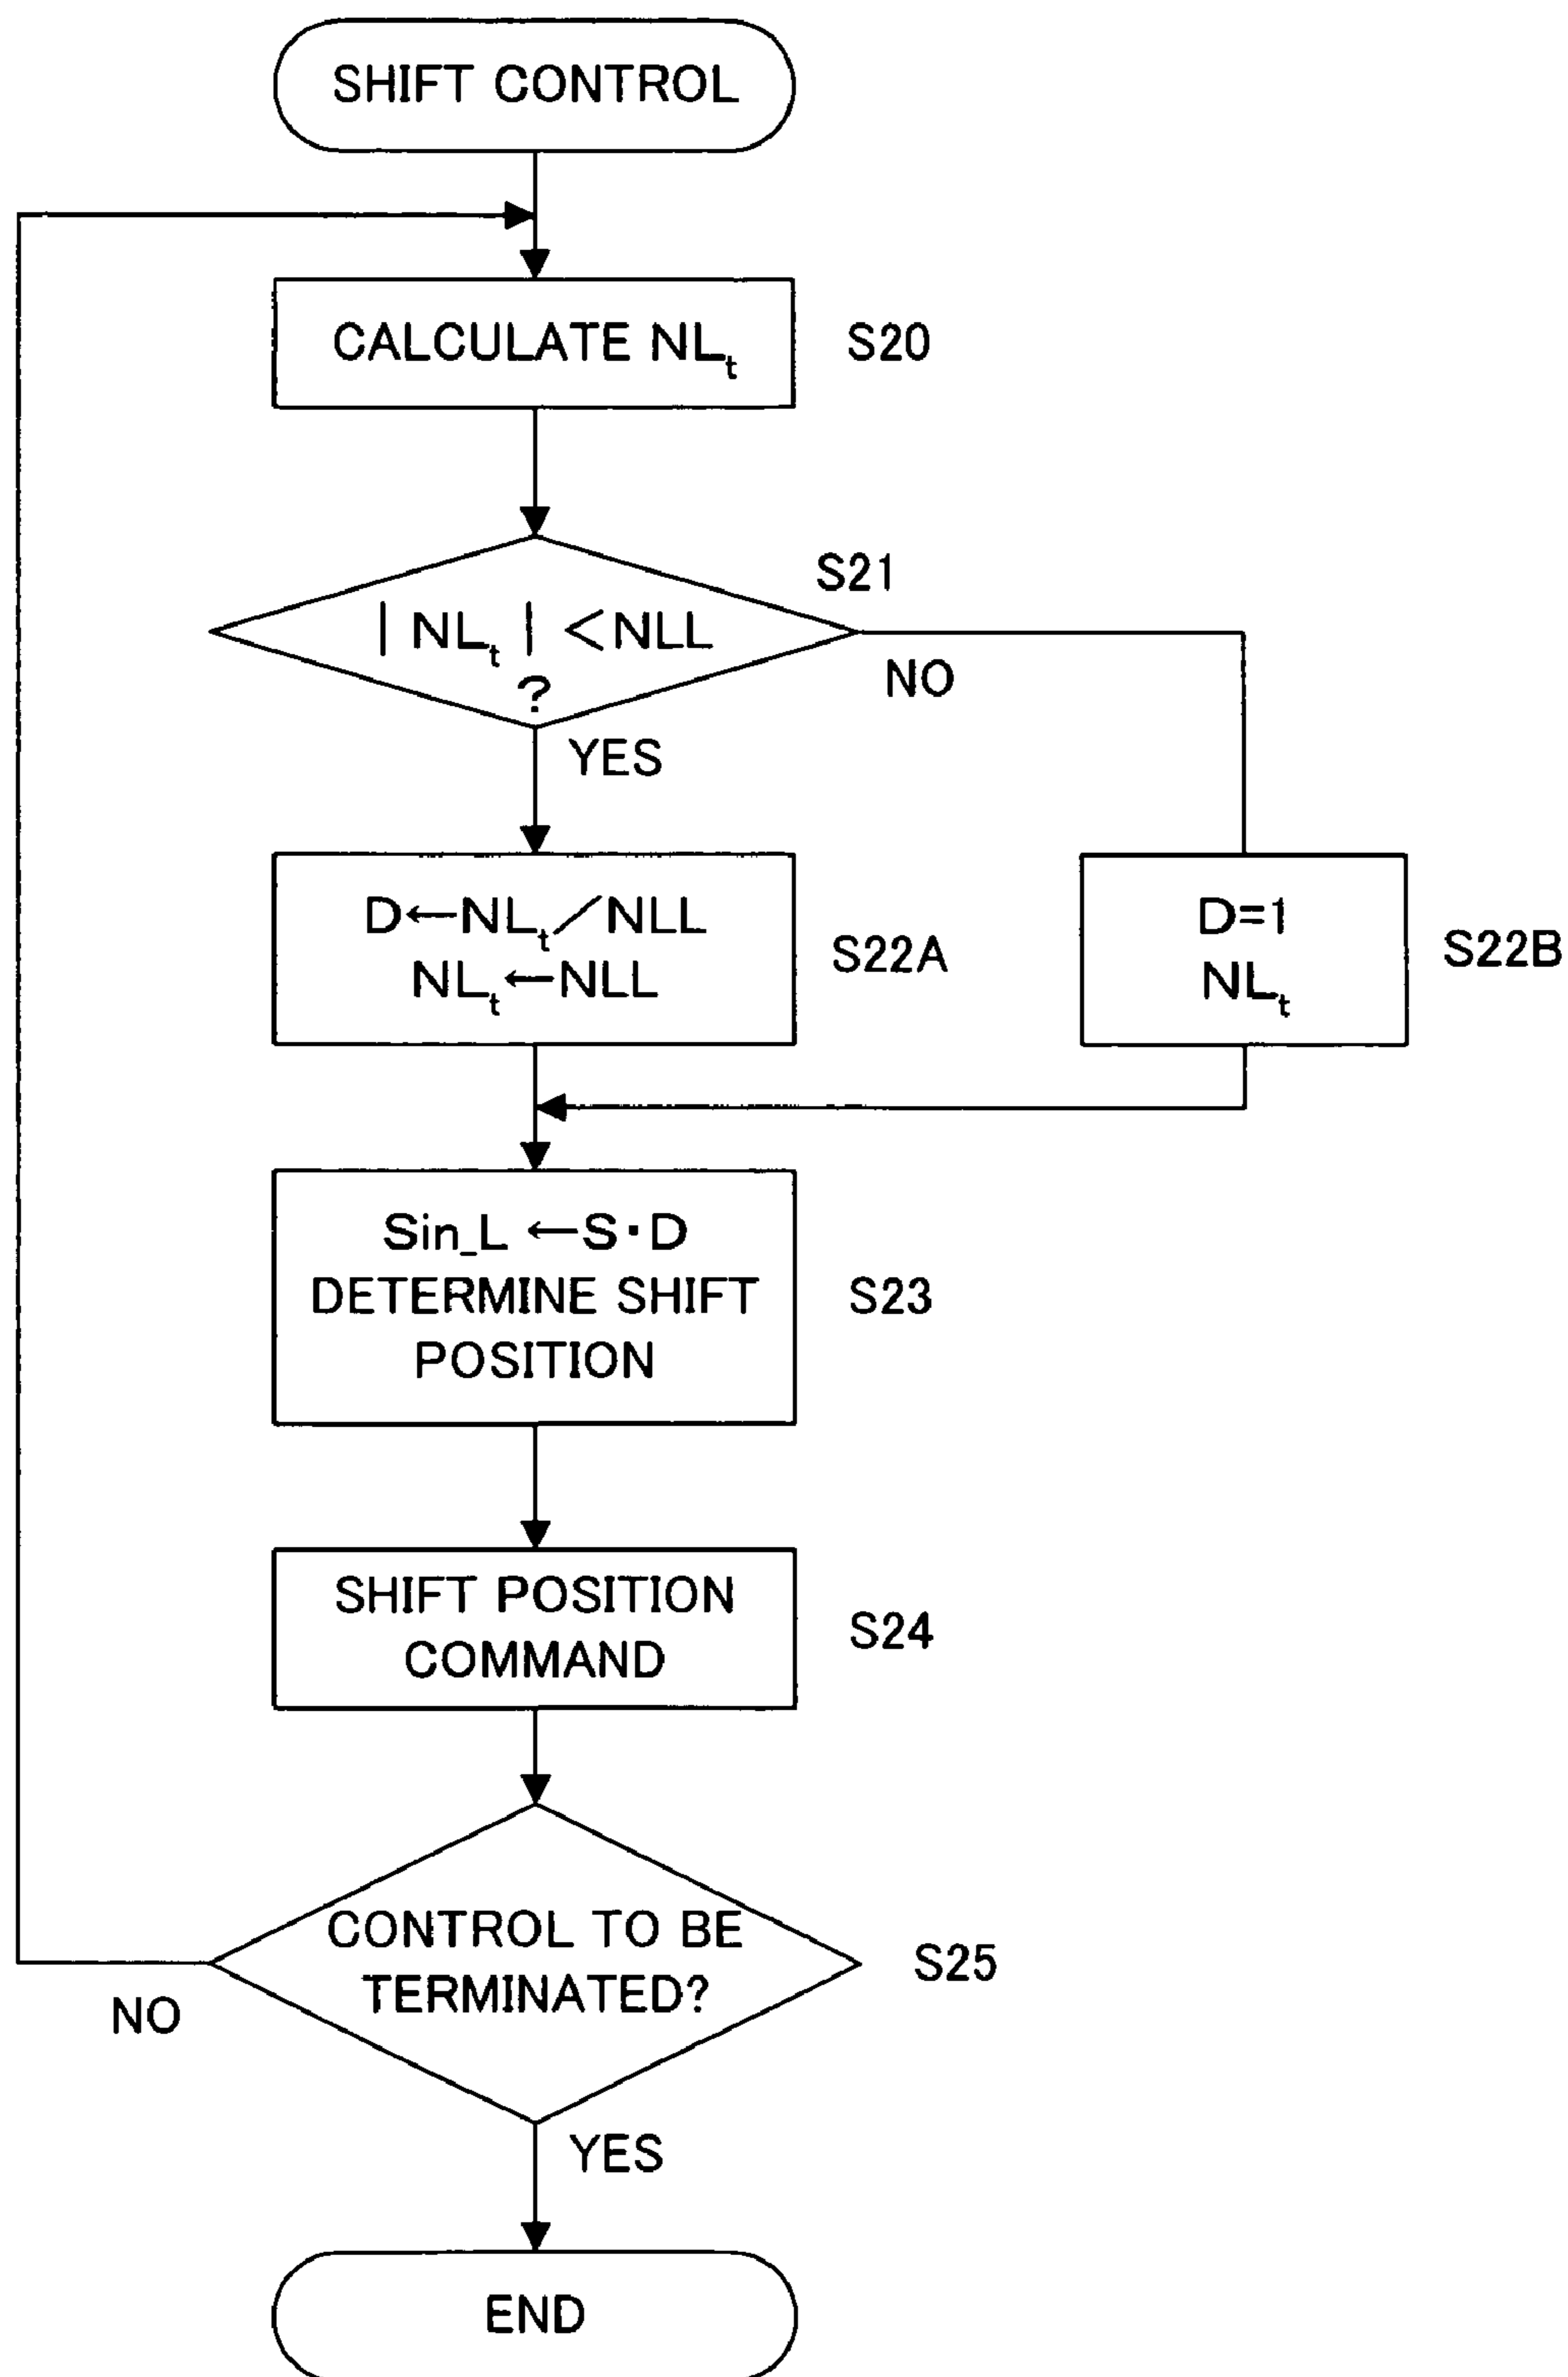 SHIFT CONTROL
CALCULATE NLt
S20
S21
| NLt | <NLL
?
NO
YES
D←NLt／NLL
NLt←NLL
S22A
D=1
NLt
S22B
Sin_L ←S·D
DETERMINE SHIFT
POSITION
S23
SHIFT POSITION
COMMAND
S24
CONTROL TO BE
TERMINATED?
S25
NO
YES
END